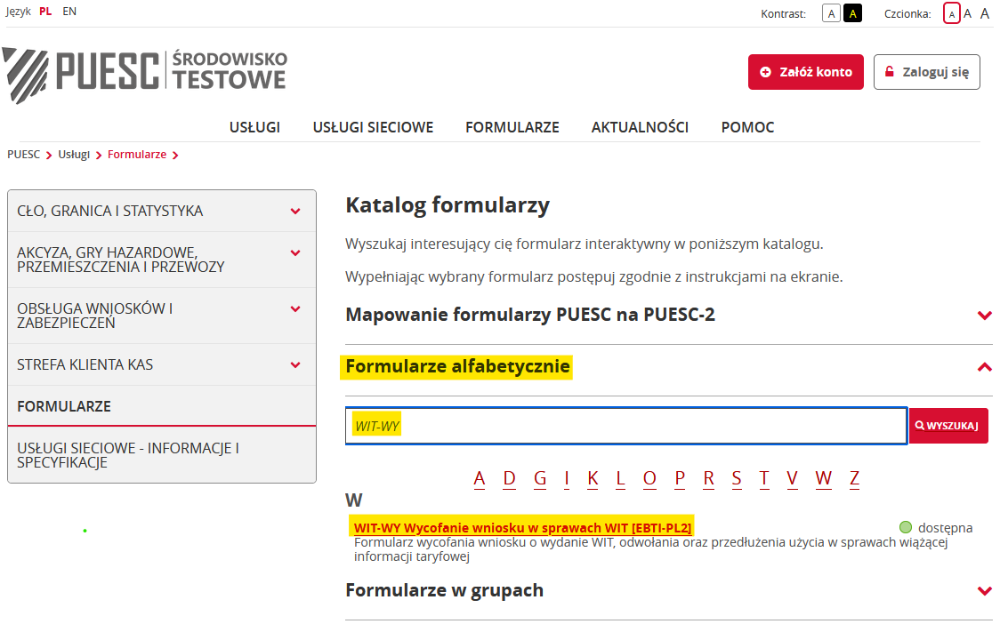 Język PL EN
Kontrast: A A Czcionka: A A A
PUESC ŚRODOWISKO TESTOWE
Załóż konto
Zaloguj się
USŁUGI USŁUGI SIECIOWE FORMULARZE AKTUALNOŚCI POMOC
PUESC Usługi Formularze
CŁO, GRANICA I STATYSTYKA
AKCYZA, GRY HAZARDOWE,
PRZEMIESZCZENIA I PRZEWOZY
OBSŁUGA WNIOSKÓW I
ZABEZPIECZEŃ
STREFA KLIENTA KAS
FORMULARZE
USŁUGI SIECIOWE - INFORMACJE I
SPECYFIKACJE
Katalog formularzy
Wyszukaj interesujący cię formularz interaktywny w poniższym katalogu.
Wypełniając wybrany formularz postępuj zgodnie z instrukcjami na ekranie.
Mapowanie formularzy PUESC na PUESC-2
Formularze alfabetycznie
WIT-WY
WYSZUKAJ
A D G I K L O P R S T V W Z
W
WIT-WY Wycofanie wniosku w sprawach WIT [EBTI-PL2] dostępna
Formularz wycofania wniosku o wydanie WIT, odwołania oraz przedłużenia użycia w sprawach wiążącej
informacji taryfowej
Formularze w grupach